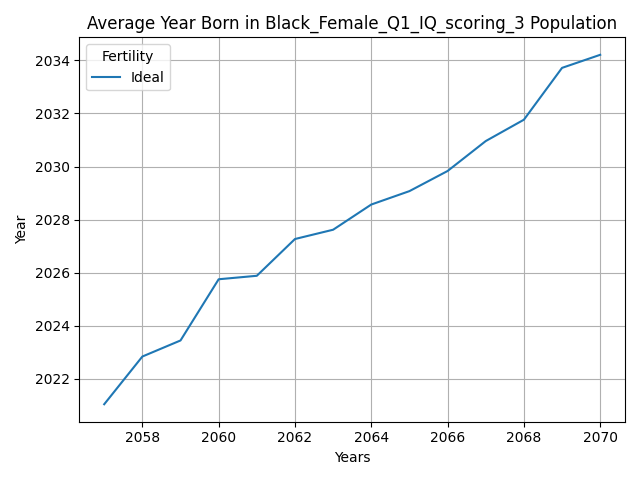 Average Year Born in Black_Female_Q1_IQ_scoring_3 Population
Fertility
Ideal
2034
2032
2030
2028
2026
2024
2022
Year
2058 2060 2062 2064 2066 2068 2070
Years